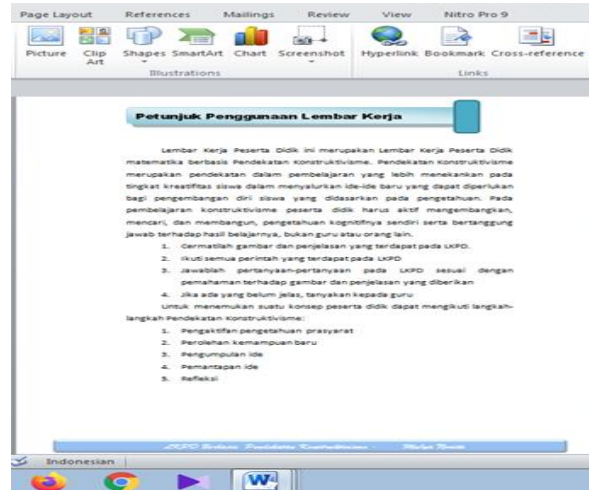 Page Layout References Mailings Review View Nitro Pro 9
Picture Clip Art Shapes SmartArt Chart Screenshot Hyperlink Bookmark Cross-reference
Illustrations Links
Petunjuk Penggunaan Lembar Kerja
Lembar Kerja Peserta Didik ini merupakan Lembar Kerja Peserta Didik
matematika berbasis Pendekatan Konstruktivisme. Pendekatan Konstruktivisme
merupakan pendekatan dalam pembelajaran yang lebih menekankan pada
tingkat kreatifitas siswa dalam menyalurkan ide-ide baru yang dapat diperlukan
bagi pengembangan diri siswa yang didasarkan pada pengetahuan. Pada
pembelajaran konstruktivisme peserta didik harus aktif mengembangkan,
mencari, dan membangun, pengetahuan kognitifnya sendiri serta bertanggung
jawab terhadap hasil belajarnya, bukan guru atau orang lain.
1. Cermatilah gambar dan penjelasan yang terdapat pada LKPD.
2. Ikuti semua perintah yang terdapat pada LKPD
3. Jawablah pertanyaan-pertanyaan pada LKPD sesuai dengan
pemahaman terhadap gambar dan penjelasan yang diberikan
4. Jika ada yang belum jelas, tanyakan kepada guru
Untuk menemukan suatu konsep peserta didik dapat mengikuti langkah-
langkah Pendekatan Konstruktivisme:
1. Pengaktifan pengetahuan prasyarat
2. Perolehan kemampuan baru
3. Pengumpulan ide
4. Pemantapan ide
5. Refleksi
LKPD Berbasis Pendekatan Konstruktivisme -
Indonesian